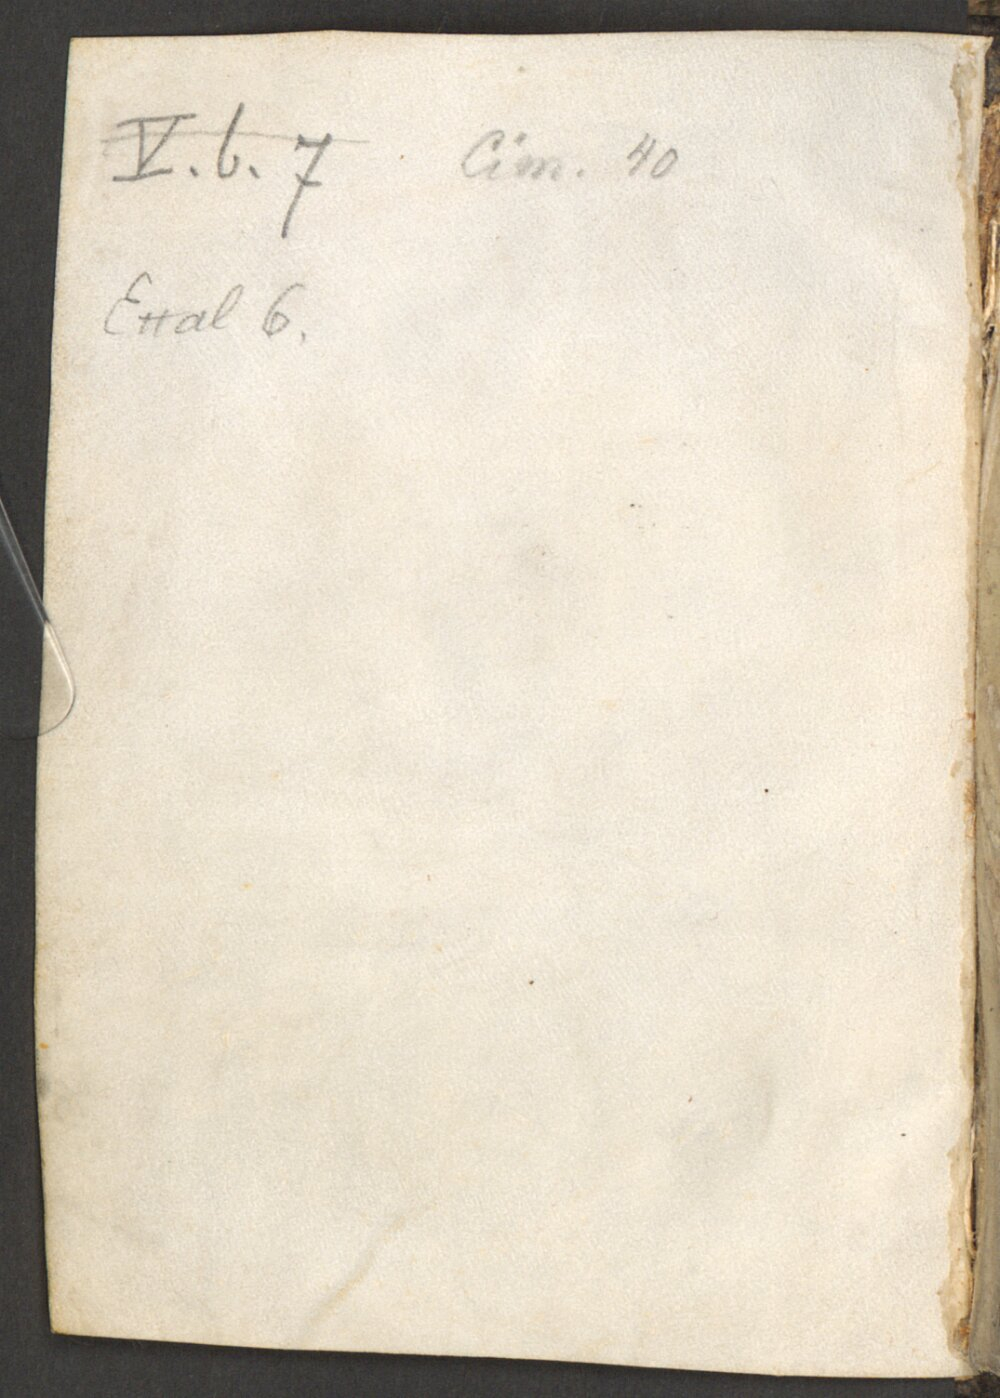 V. b. 7 Cim. 40
Ettal 6.